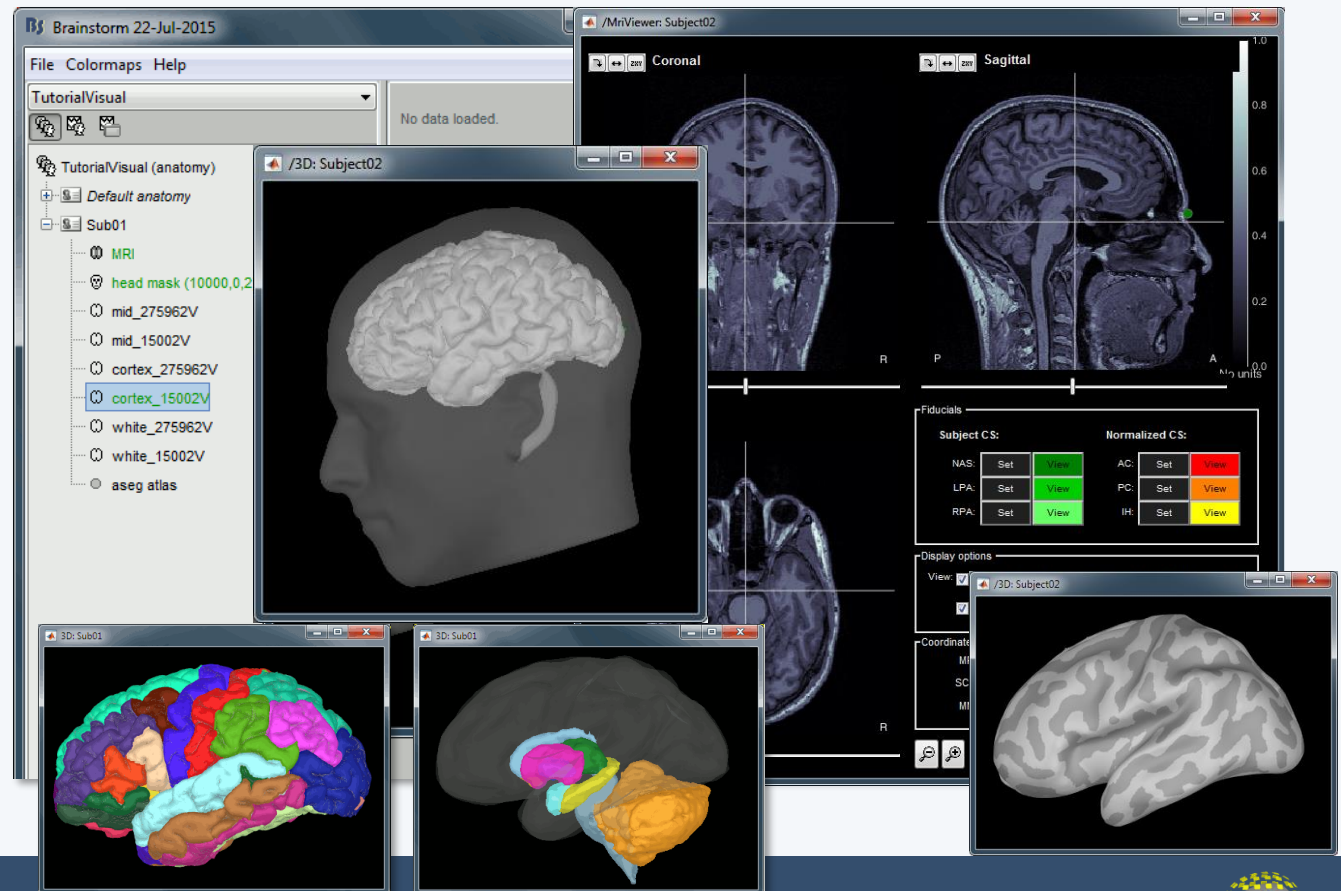 BS Brainstorm 22-Jul-2015
File Colormaps Help
TutorialVisual
No data loaded.
TutorialVisual (anatomy)
Default anatomy
Sub01
MRI
head mask (10000,0,2
mid_275962V
mid_15002V
cortex_275962V
cortex_15002V
white_275962V
white_15002V
aseg atlas
/3D: Subject02
/MriViewer: Subject02
ZXY Coronal
ZXY Sagittal
1.0
0.8
0.6
0.4
0.2
0.0
No units
R
P A
Fiducials
Subject CS: Normalized CS:
NAS: Set View AC: Set View
LPA: Set View PC: Set View
RPA: Set View IH: Set View
Display options
View:
Coordinate
SC
R
3D: Sub01
3D: Sub01
/3D: Subject02